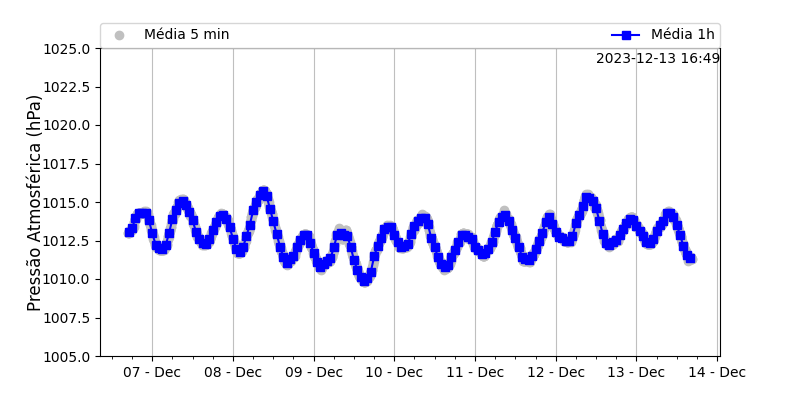 Média 5 min
Média 1h
2023-12-13 16:49
Pressão Atmosférica (hPa)
1025.0
1022.5
1020.0
1017.5
1015.0
1012.5
1010.0
1007.5
1005.0
07 - Dec
08 - Dec
09 - Dec
10 - Dec
11 - Dec
12 - Dec
13 - Dec
14 - Dec